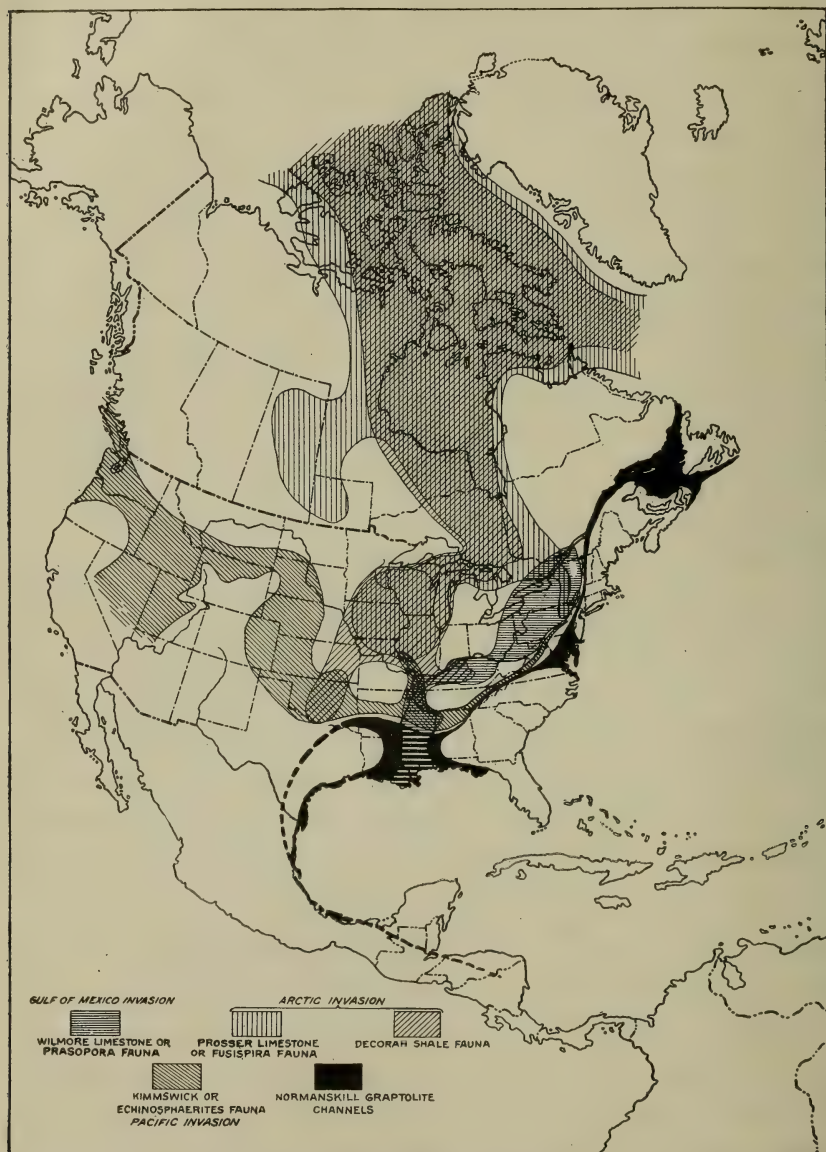 GULF OF MEXICO INVASION
ARCTIC INVASION
WILMORE LIMESTONE OR
PRASOPORA FAUNA
PROSSER LIMESTONE
OR FUSISPIRA FAUNA
DECORAH SHALE FAUNA
KIMMSWICK OR
ECHINOSPHAERITES FAUNA
PACIFIC INVASION
NORMANSKILL GRAPTOLITE
CHANNELS